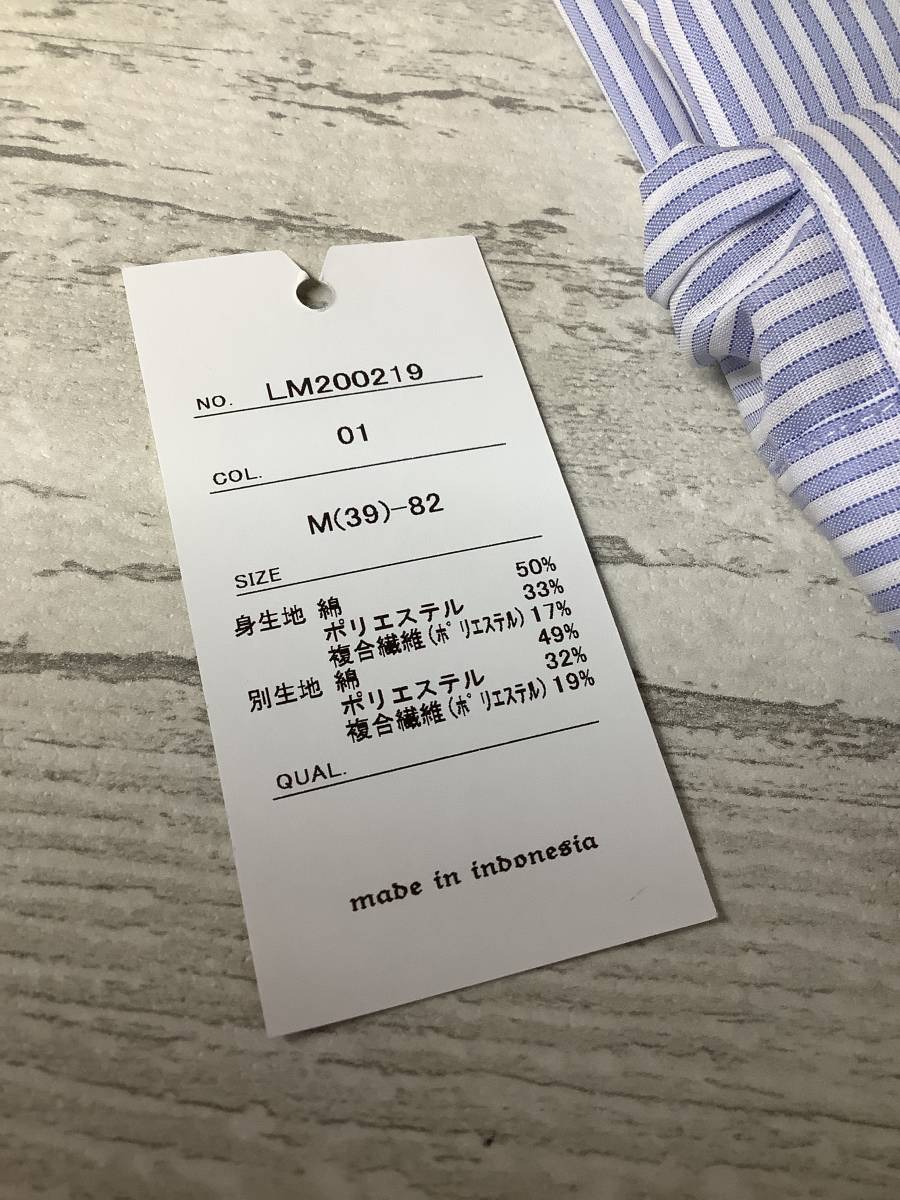 NO. LM200219
01
COL.
M(39)-82
SIZE
身生地 綿 50%
ポリエステル 33%
複合繊維(ポリエステル) 17%
別生地 綿 49%
ポリエステル 32%
複合繊維(ポリエステル) 19%
QUAL.
made in indonesia